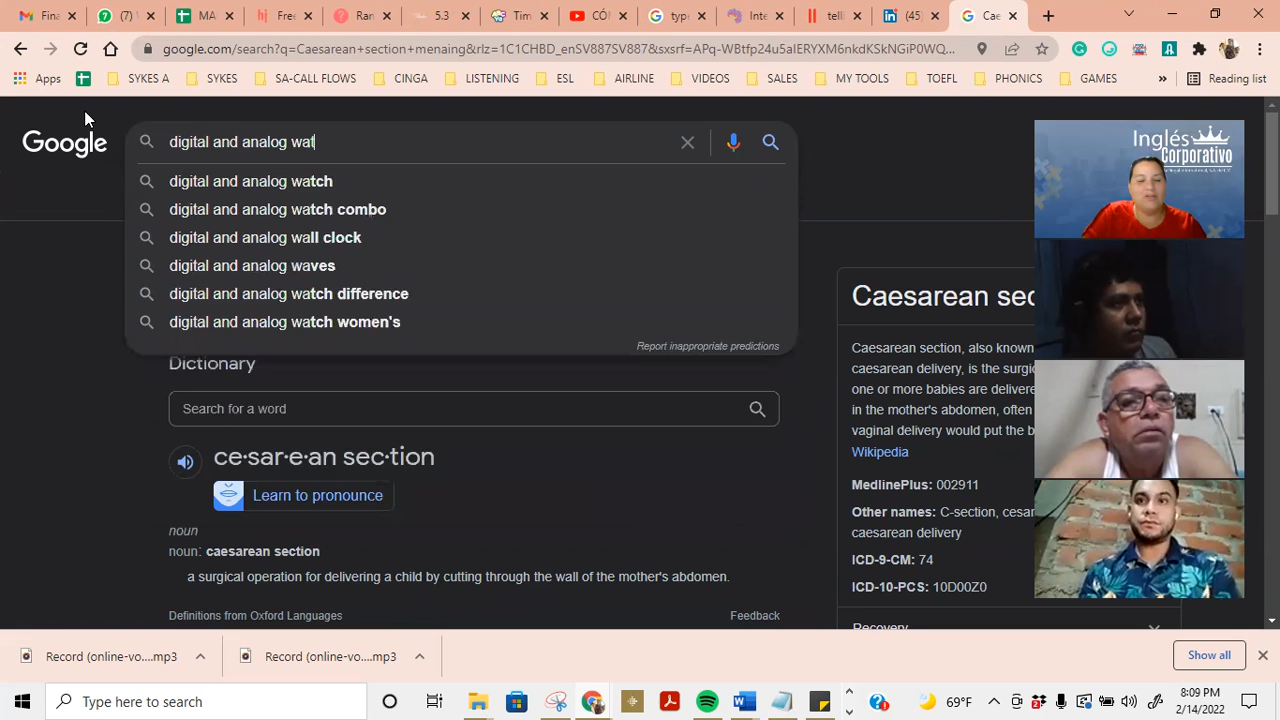 Fina
(7) \
MA
Free
Ran
5.3
Tim
CÓN
type
Inte
telli
(45)
Cae
google.com/search?q=Caesarean+section+menaing&rlz=1C1CHBD_enSV887SV887&sxsrf=APq-WBtfp24u5aIERYXM6nkdKSkNGiP0WQ...
Apps
SYKES A
SYKES
SA-CALL FLOWS
CINGA
LISTENING
ESL
AIRLINE
VIDEOS
SALES
MY TOOLS
TOEFL
PHONICS
GAMES
»
Reading list
Google
digital and analog wat
digital and analog watch
digital and analog watch combo
digital and analog wall clock
digital and analog waves
digital and analog watch difference
digital and analog watch women's
Report inappropriate predictions
Inglés
Corporativo
Dictionary
Search for a word
ce·sar·e·an sec·tion
Learn to pronounce
noun
noun: caesarean section
a surgical operation for delivering a child by cutting through the wall of the mother's abdomen.
Definitions from Oxford Languages
Feedback
Caesarean sec
Caesarean section, also known
caesarean delivery, is the surgic
one or more babies are delivere
in the mother's abdomen, often
vaginal delivery would put the b
Wikipedia
MedlinePlus: 002911
Other names: C-section, cesa
caesarean delivery
ICD-9-CM: 74
ICD-10-PCS: 10D00Z0
Recovery
Record (online-vo....mp3
Record (online-vo....mp3
Show all
Type here to search
69°F
8:09 PM
2/14/2022